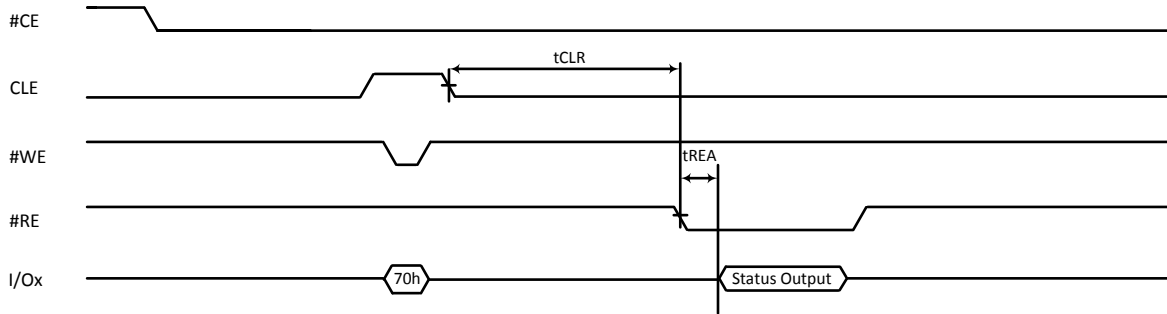 #CE
tCLR
CLE
#WE
tREA
#RE
I/Ox
70h
Status Output